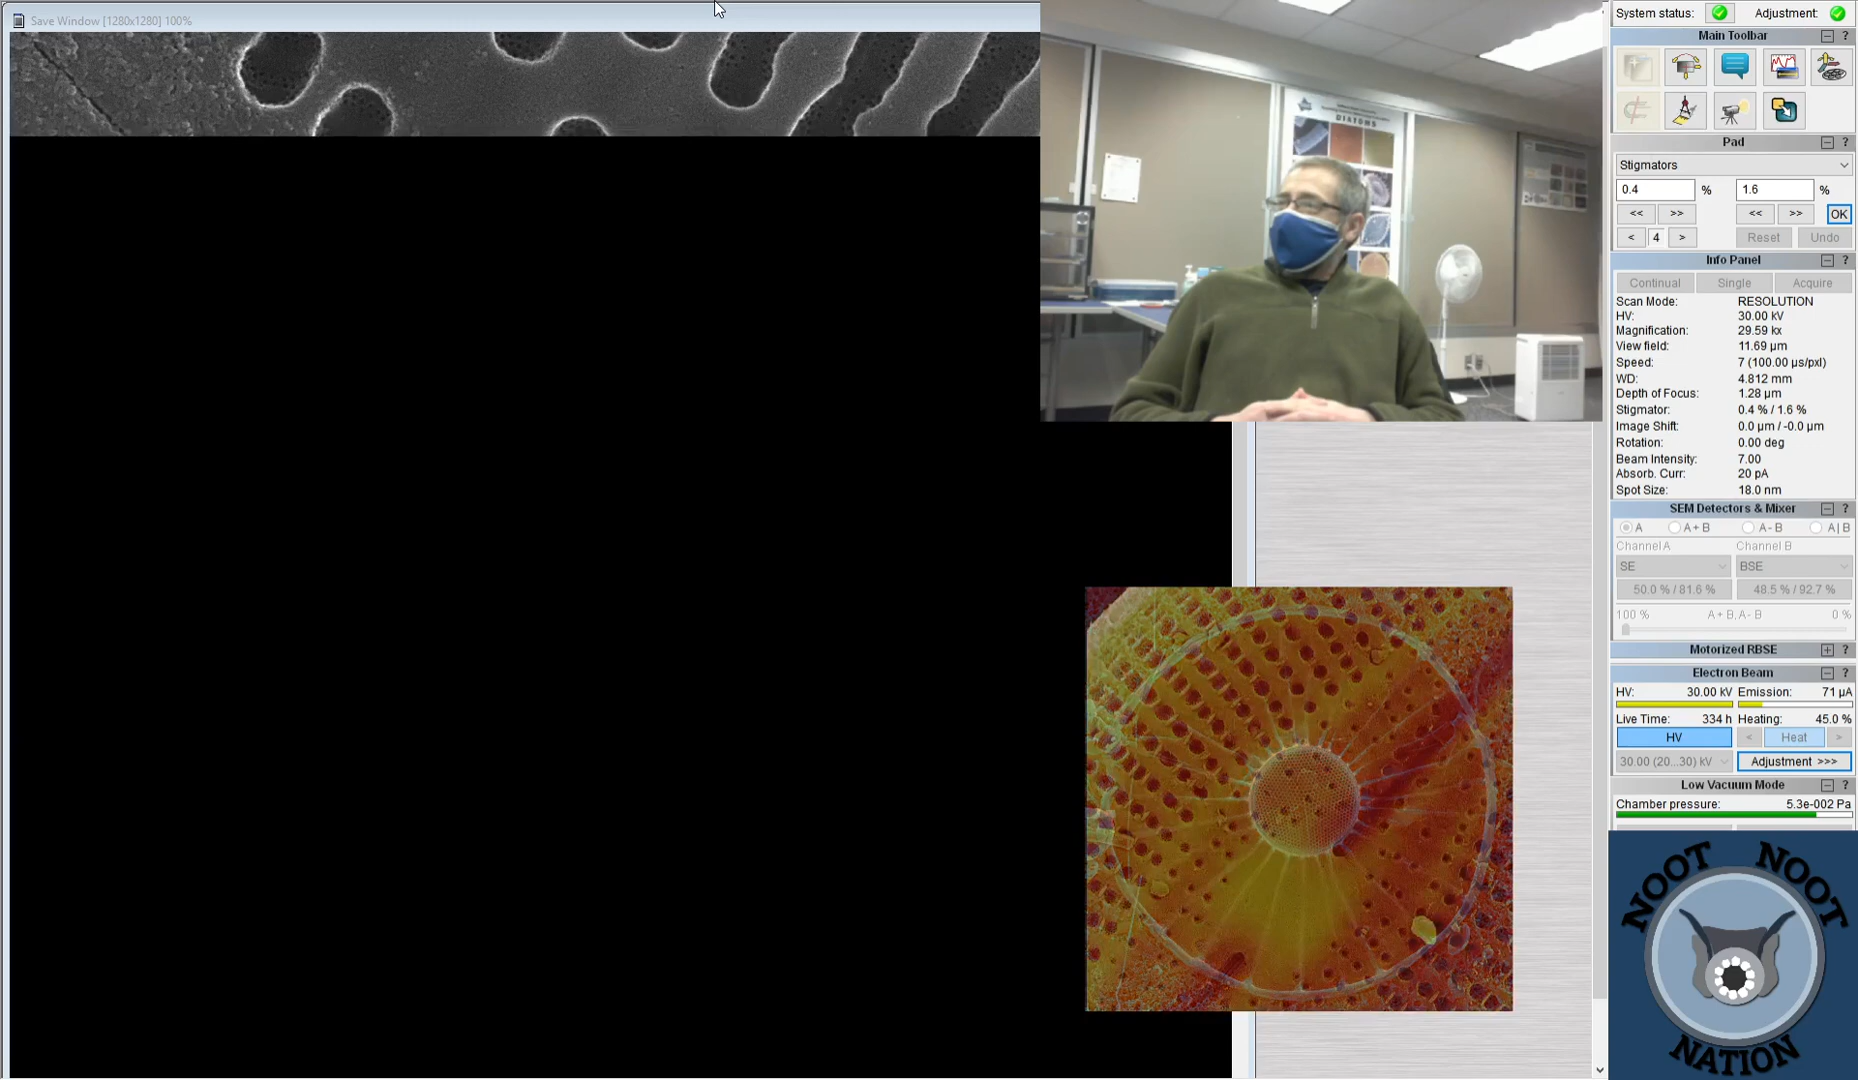 Save Window [1280x1280] 100%
DIATOMS
System status:
Adjustment:
Main Toolbar
Pad
Stigmators
0.4 % 1.6 %
<< >> << >> OK
< 4 > Reset Undo
Info Panel
Continual Single Acquire
Scan Mode: RESOLUTION
HV: 30.00 kV
Magnification: 29.59 kx
View field: 11.69 µm
Speed: 7 (100.00 µs/pxl)
WD: 4.812 mm
Depth of Focus: 1.28 µm
Stigmator: 0.4 % / 1.6 %
Image Shift: 0.0 µm / -0.0 µm
Rotation: 0.00 deg
Beam Intensity: 7.00
Absorb. Curr: 20 pA
Spot Size: 18.0 nm
SEM Detectors & Mixer
A A + B A - B A | B
Channel A Channel B
SE BSE
50.0 % / 81.6 % 48.5 % / 92.7 %
100 % A + B, A - B 0 %
Motorized RBSE
Electron Beam
HV: 30.00 kV Emission: 71 µA
Live Time: 334 h Heating: 45.0 %
HV < Heat >
30.00 (20...30) kV Adjustment >>>
Low Vacuum Mode
Chamber pressure: 5.3e-002 Pa
NOOT NOOT
NATION